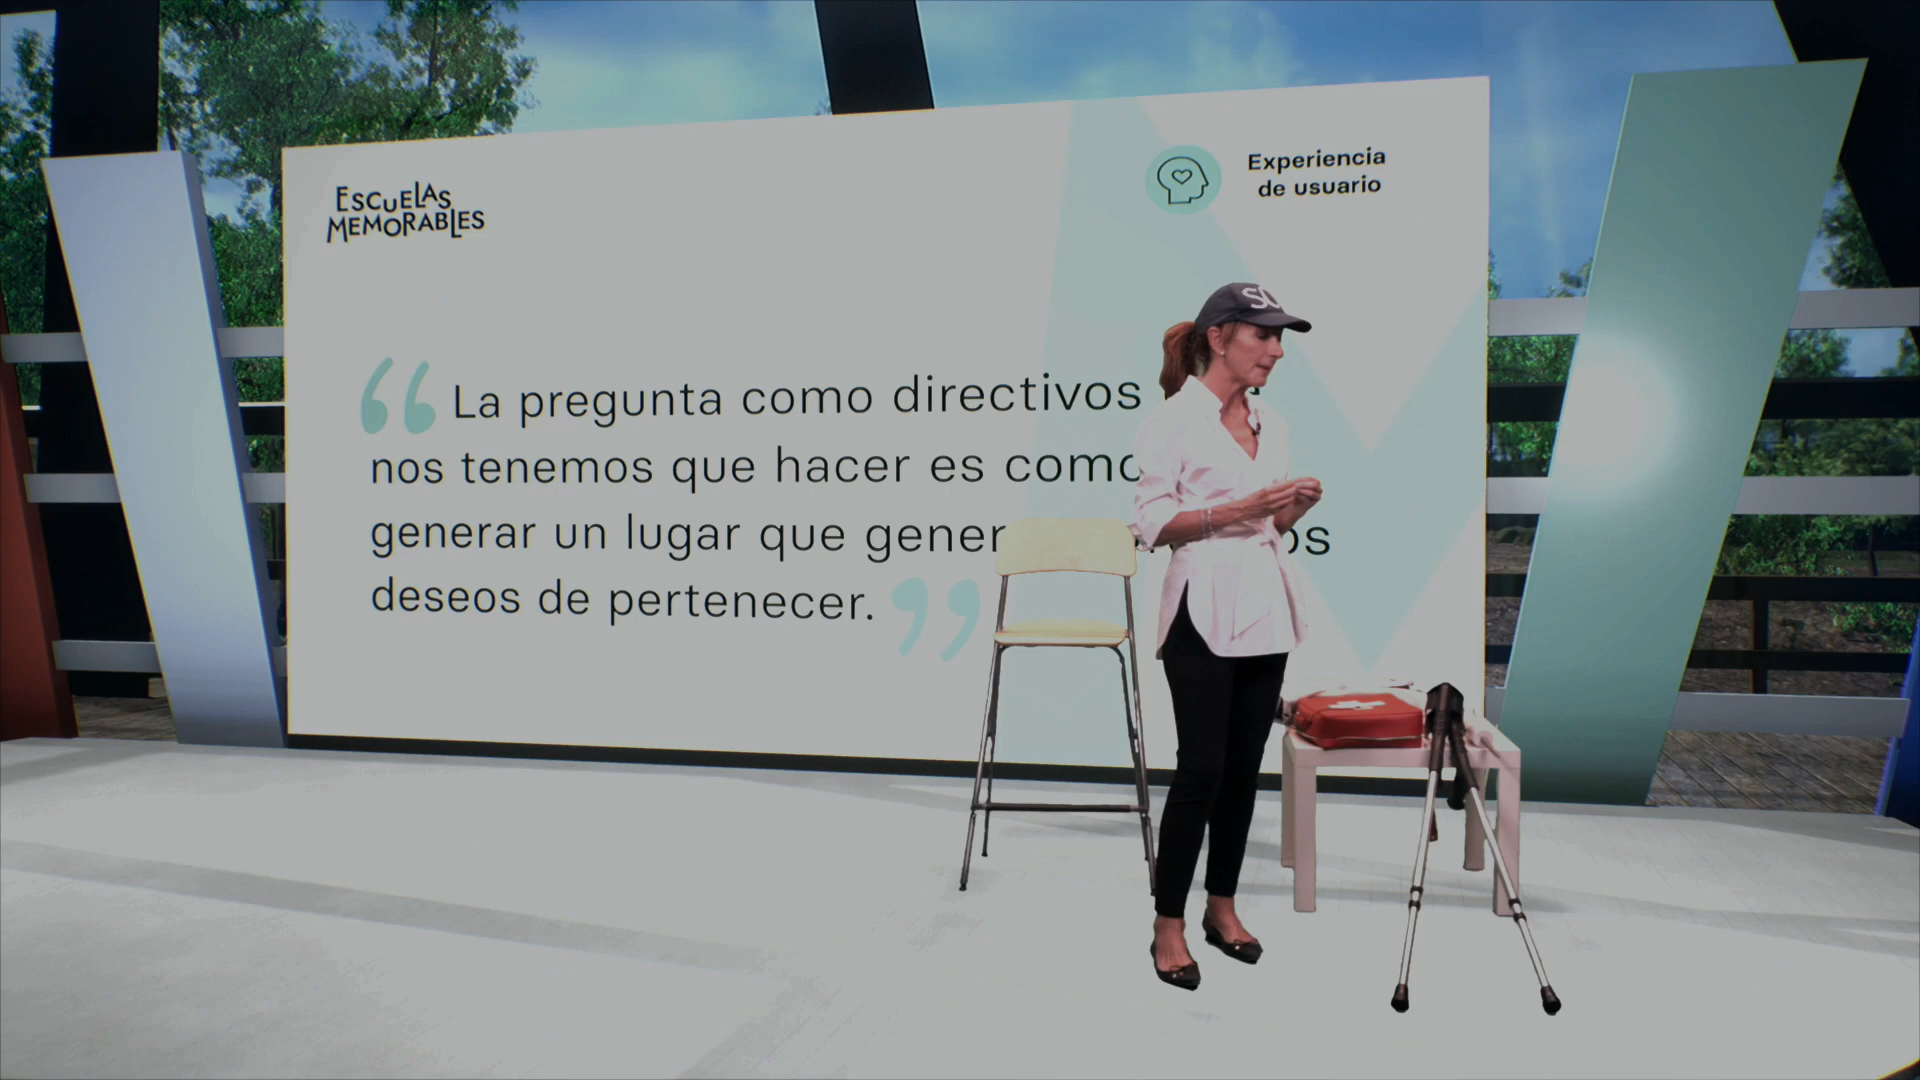 ESCUELAS
MEMORABLES
Experiencia
de usuario
“ La pregunta como directivos
nos tenemos que hacer es como
generar un lugar que
deseos de pertenecer. ”